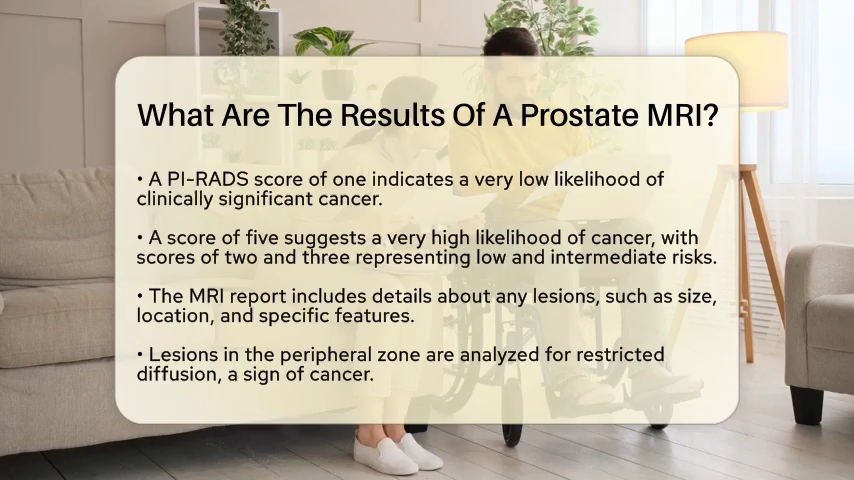 What Are The Results Of A Prostate MRI?
• A PI-RADS score of one indicates a very low likelihood of
clinically significant cancer.
• A score of five suggests a very high likelihood of cancer, with
scores of two and three representing low and intermediate risks.
• The MRI report includes details about any lesions, such as size,
location, and specific features.
• Lesions in the peripheral zone are analyzed for restricted
diffusion, a sign of cancer.